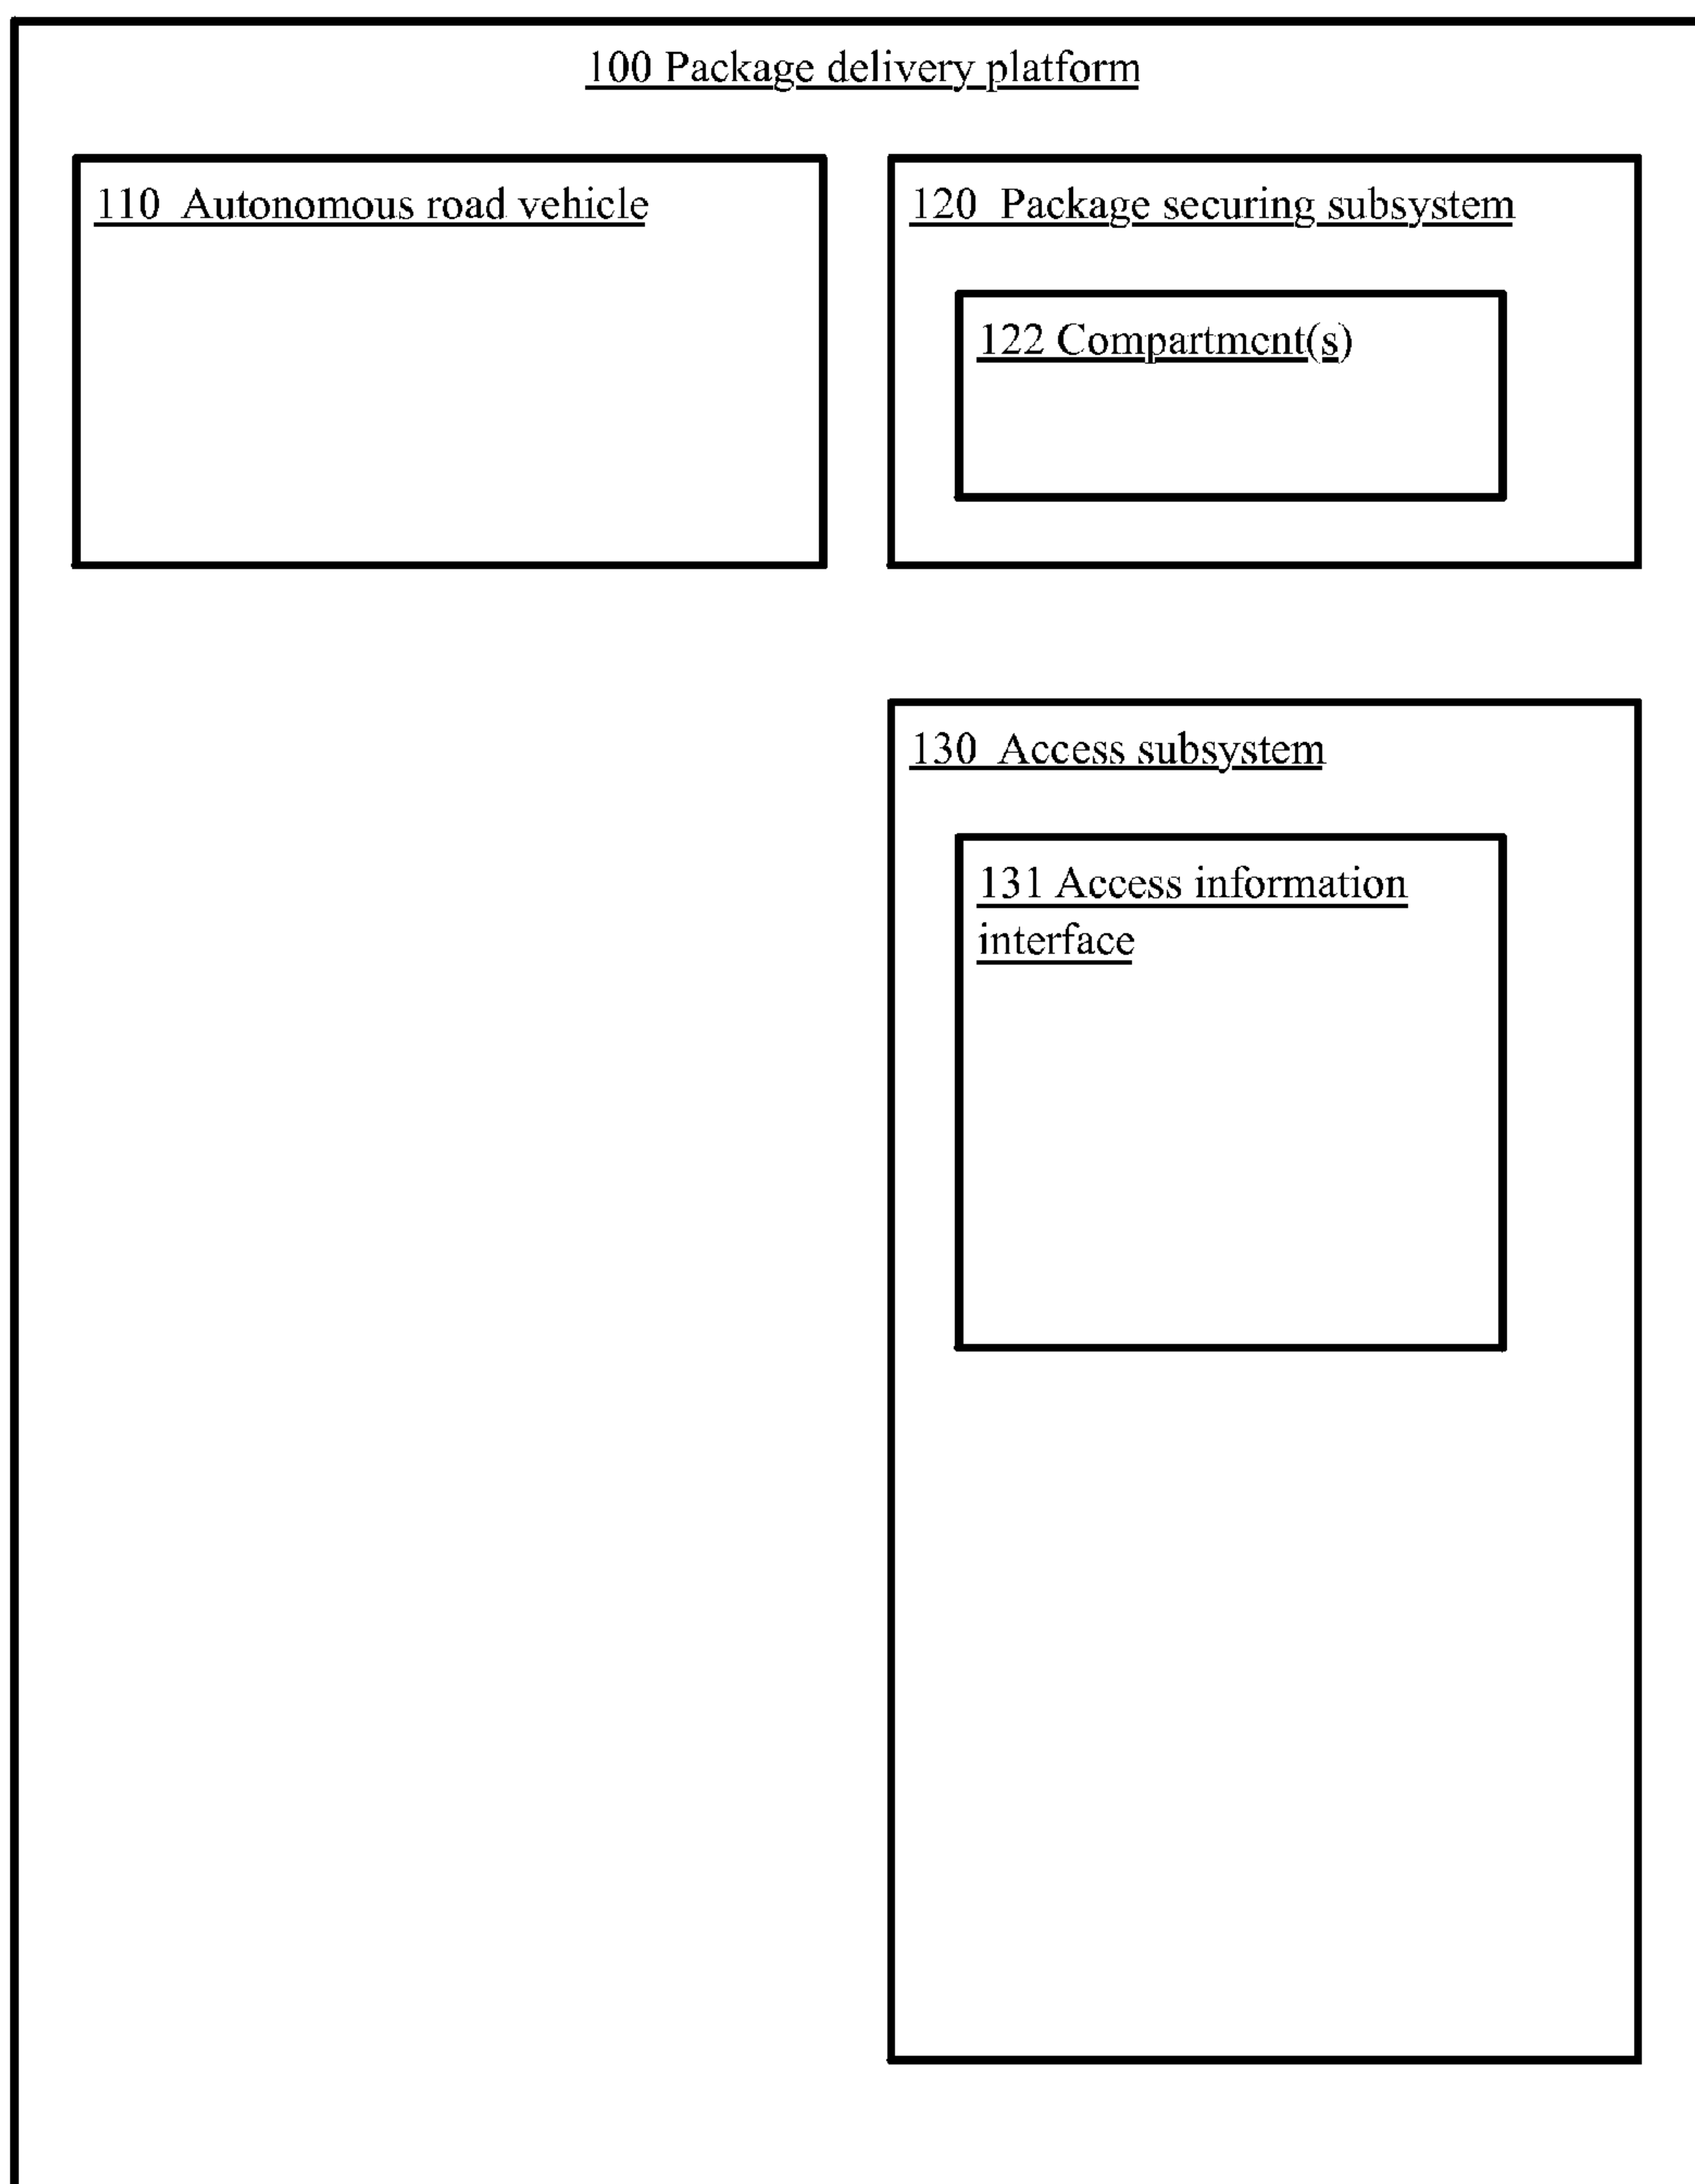 100 Package delivery platform
110 Autonomous road vehicle
120 Package securing subsystem
122 Compartment(s)
130 Access subsystem
131 Access information
interface